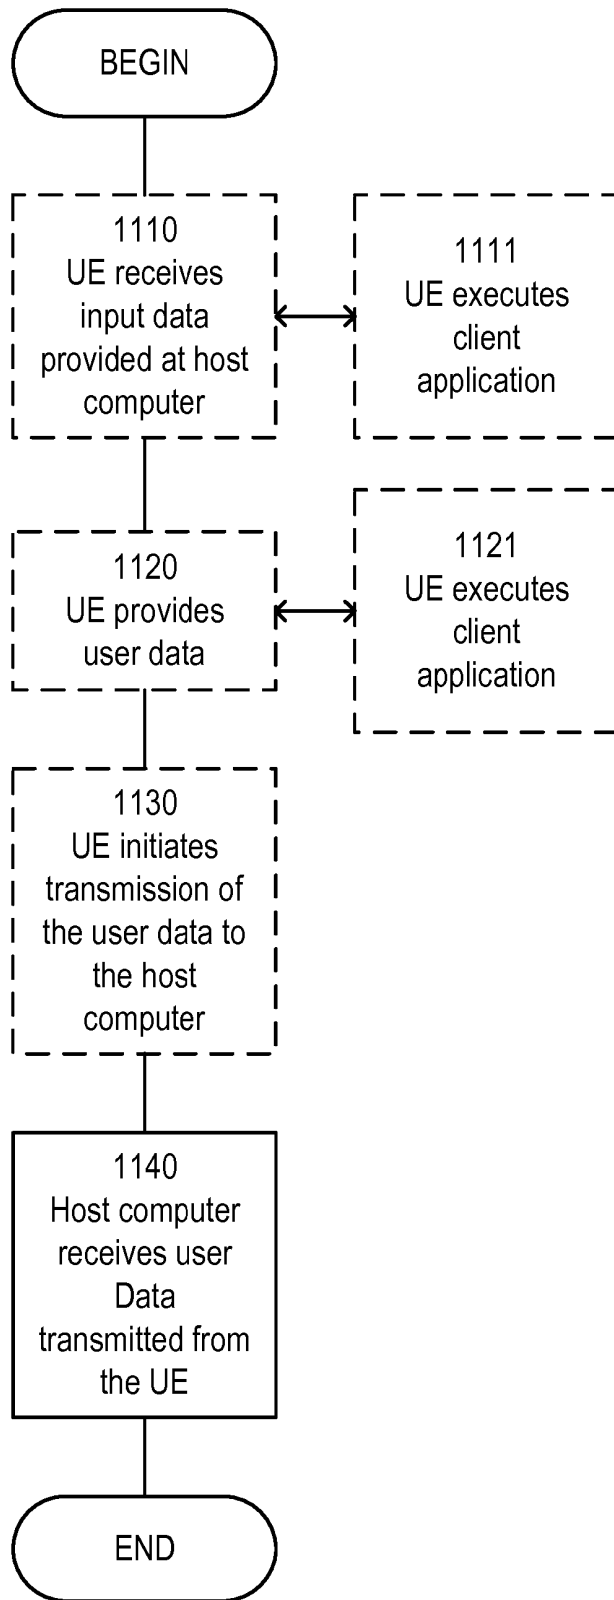 BEGIN
1110
UE receives
input data
provided at host
computer
1111
UE executes
client
application
1120
UE provides
user data
1121
UE executes
client
application
1130
UE initiates
transmission of
the user data to
the host
computer
1140
Host computer
receives user
Data
transmitted from
the UE
END